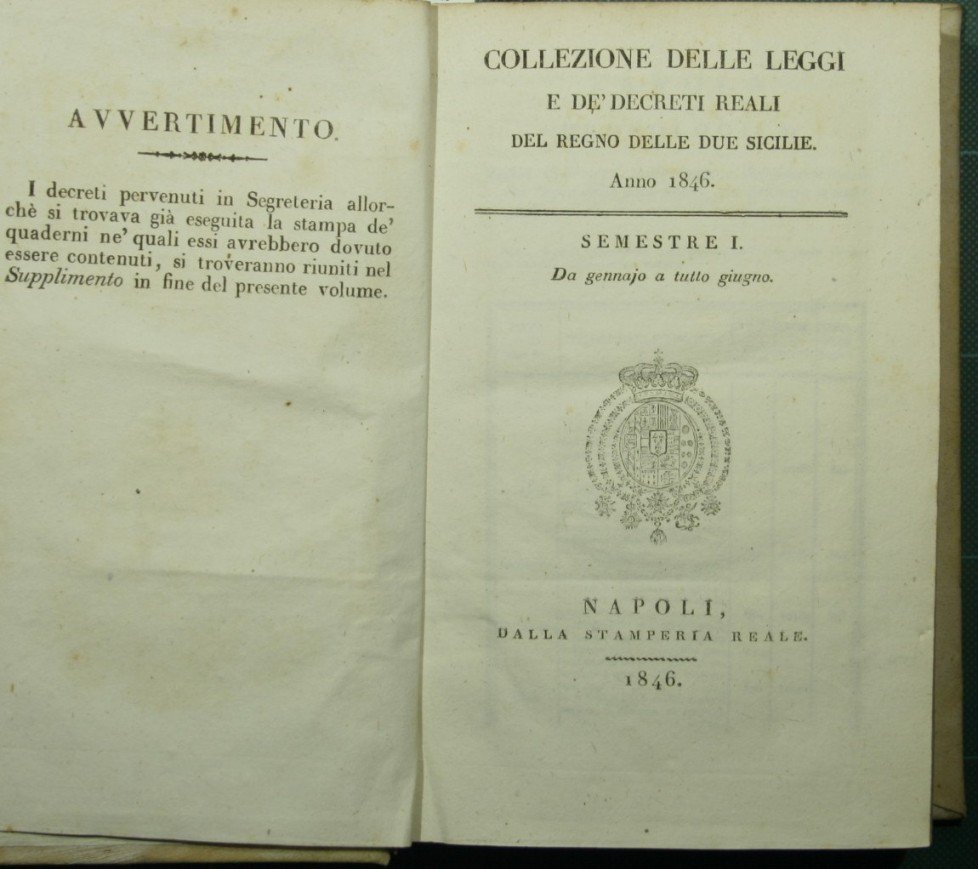 AVVERTIMENTO.
I decreti pervenuti in Segreteria allor-
chè si trovava già eseguita la stampa de'
quaderni ne' quali essi avrebbero dovuto
essere contenuti, si troveranno riuniti nel
Supplimento in fine del presente volume.
COLLEZIONE DELLE LEGGI
E DE' DECRETI REALI
DEL REGNO DELLE DUE SICILIE.
Anno 1846.
SEMESTRE I.
Da gennajo a tutto giugno.
NAPOLI,
DALLA STAMPERIA REALE.
1846.